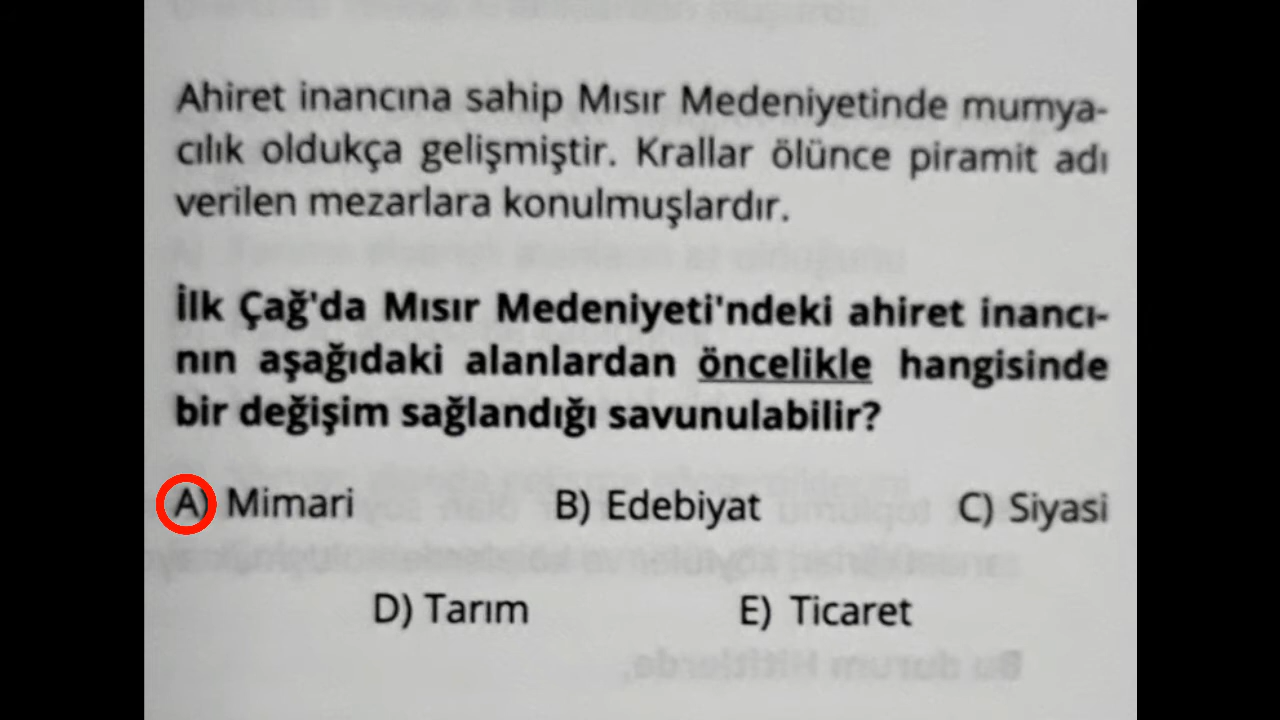 Ahiret inancına sahip Mısır Medeniyetinde mumya-
cılık oldukça gelişmiştir. Krallar ölünce piramit adı
verilen mezarlara konulmuşlardır.
İlk Çağ'da Mısır Medeniyeti'ndeki ahiret inancı-
nın aşağıdaki alanlardan öncelikle hangisinde
bir değişim sağlandığı savunulabilir?
A) Mimari B) Edebiyat C) Siyasi
D) Tarım E) Ticaret